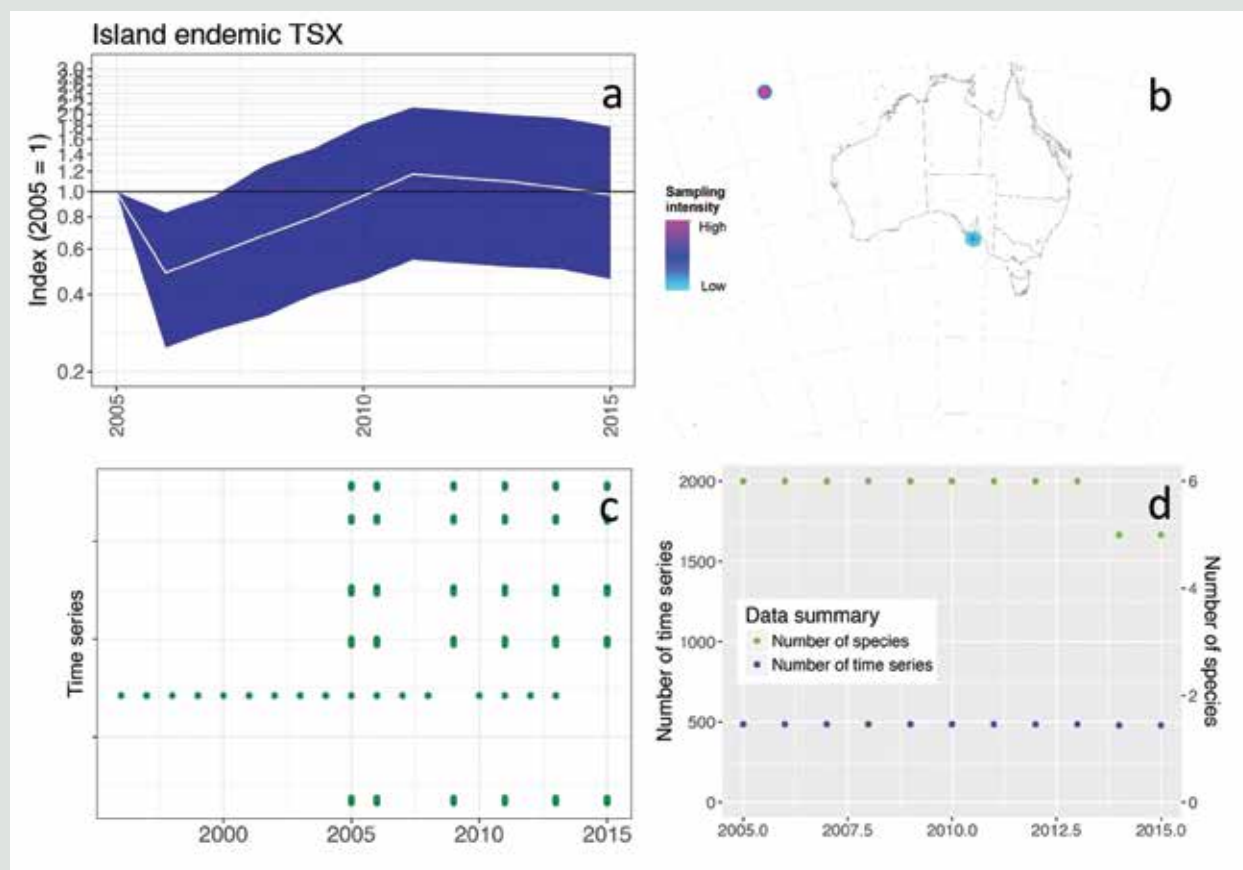 Island endemic TSX
a
Index (2005 = 1)
2.0
1.8
1.6
1.4
1.2
1.0
0.8
0.6
0.4
0.2
2005
2010
2015
b
Sampling
intensity
High
Low
c
Time series
2000
2005
2010
2015
d
Number of time series
2000
1500
1000
500
0
Data summary
Number of species
Number of time series
Number of species
6
4
2
0
2005.0
2007.5
2010.0
2012.5
2015.0